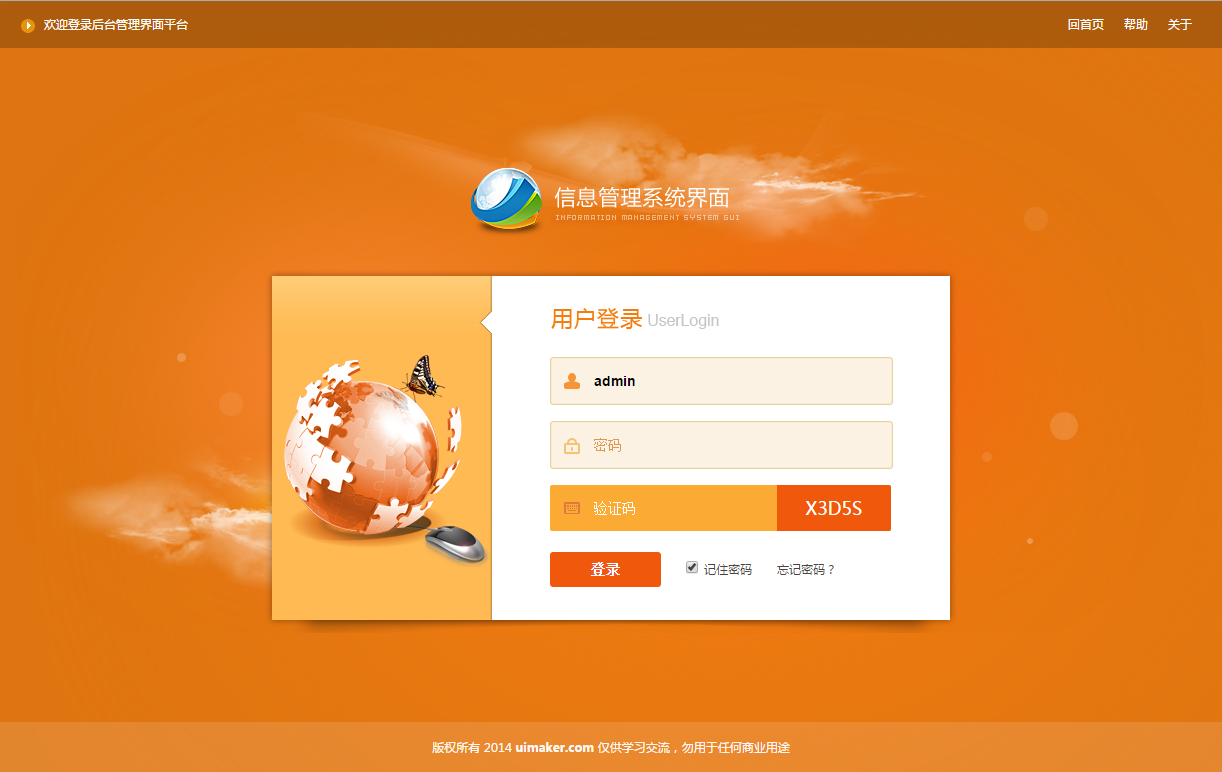 欢迎登录后台管理界面平台
回首页 帮助 关于
信息管理系统界面
INFORMATION MANAGEMENT SYSTEM GUI
用户登录 UserLogin
admin
密码
验证码 X3D5S
登录 记住密码 忘记密码？
版权所有 2014 uimaker.com 仅供学习交流，勿用于任何商业用途